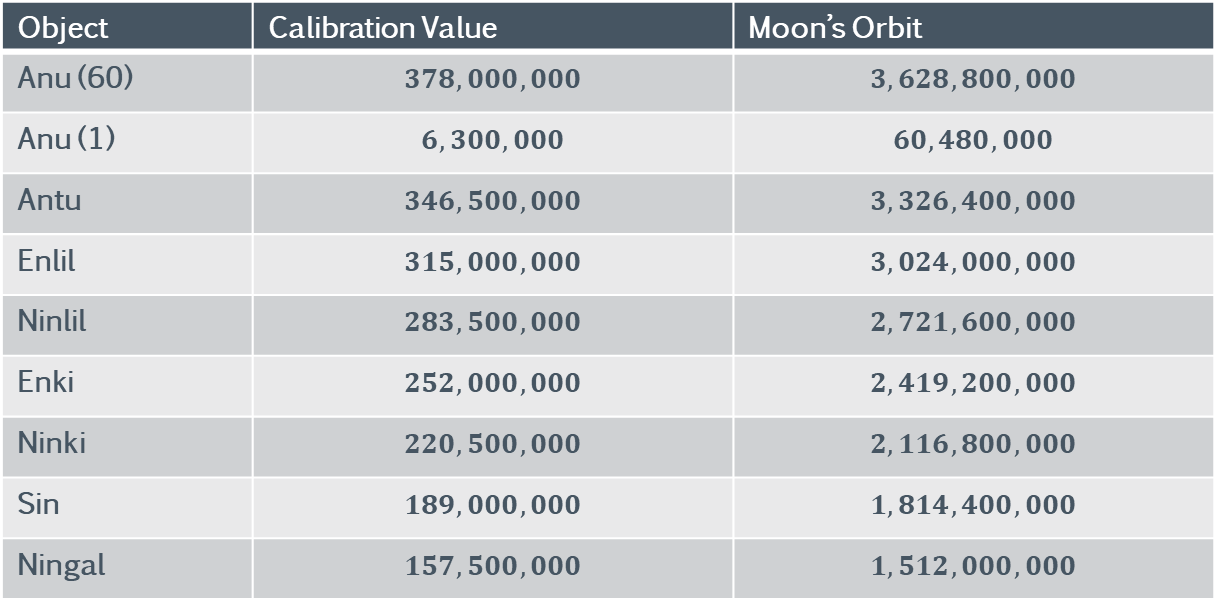 Object Calibration Value Moon’s Orbit
Anu (60) 378,000,000 3,628,800,000
Anu (1) 6,300,000 60,480,000
Antu 346,500,000 3,326,400,000
Enlil 315,000,000 3,024,000,000
Ninlil 283,500,000 2,721,600,000
Enki 252,000,000 2,419,200,000
Ninki 220,500,000 2,116,800,000
Sin 189,000,000 1,814,400,000
Ningal 157,500,000 1,512,000,000